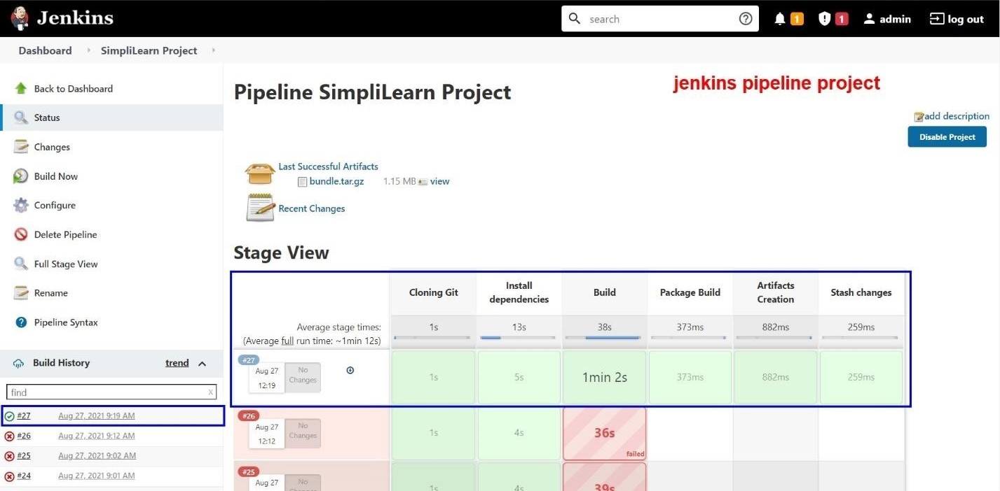 Jenkins
search
1
1
admin
log out
Dashboard
SimpliLearn Project
Back to Dashboard
Status
Changes
Build Now
Configure
Delete Pipeline
Full Stage View
Rename
Pipeline Syntax
Build History
trend
find
x
#27 Aug 27, 2021 9:19 AM
#26 Aug 27, 2021 9:12 AM
#25 Aug 27, 2021 9:02 AM
#24 Aug 27, 2021 9:01 AM
Pipeline SimpliLearn Project
jenkins pipeline project
add description
Disable Project
Last Successful Artifacts
bundle.tar.gz 1.15 MB view
Recent Changes
Stage View
Cloning Git
Install
dependencies
Build
Package Build
Artifacts
Creation
Stash changes
Average stage times:
(Average full run time: ~1min 12s)
1s 13s 38s 373ms 882ms 259ms
#27
Aug 27
12:19
No
Changes
1s 5s 1min 2s 373ms 882ms 259ms
#26
Aug 27
12:12
No
Changes
1s 4s 36s
failed
#25
Aug 27
No
Changes
1s 4s 39s